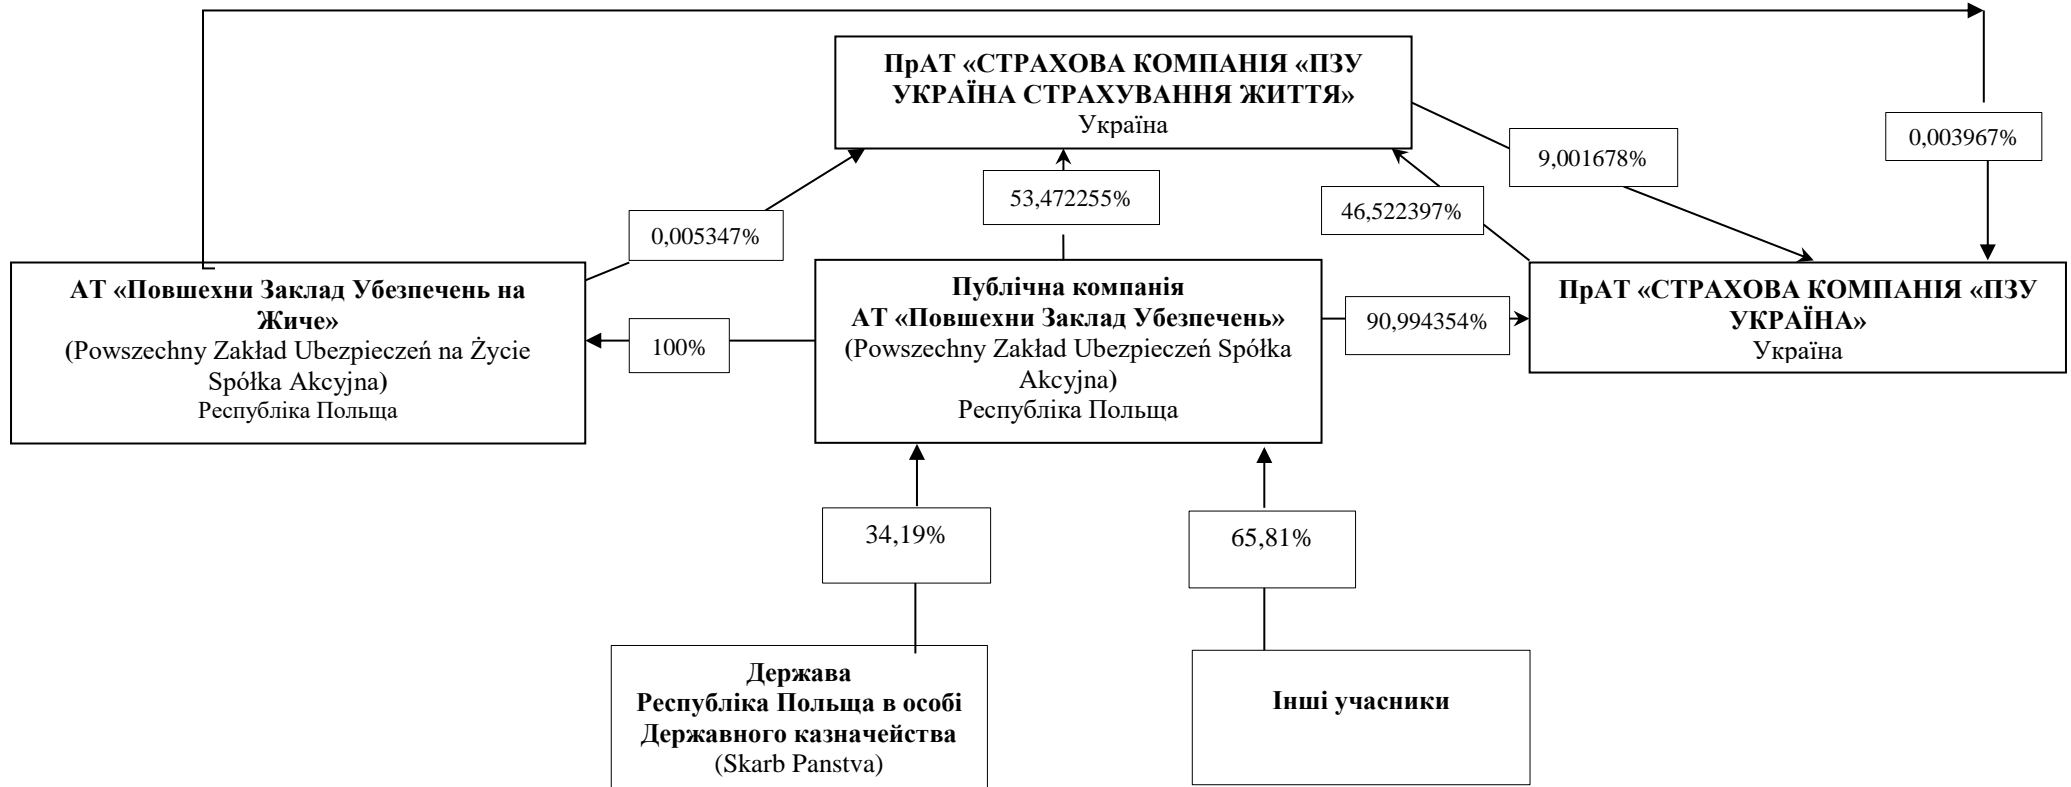 ПрАТ «СТРАХОВА КОМПАНІЯ «ПЗУ
УКРАЇНА СТРАХУВАННЯ ЖИТТЯ»
Україна
0,003967%
9,001678%
53,472255%
46,522397%
0,005347%
АТ «Повшехни Заклад Убезпечень на
Жиче»
(Powszechny Zakład Ubezpieczeń na Życie
Spółka Akcyjna)
Республіка Польща
100%
Публічна компанія
АТ «Повшехни Заклад Убезпечень»
(Powszechny Zakład Ubezpieczeń Spółka
Akcyjna)
Республіка Польща
90,994354%
ПрАТ «СТРАХОВА КОМПАНІЯ «ПЗУ
УКРАЇНА»
Україна
34,19%
65,81%
Держава
Республіка Польща в особі
Державного казначейства
(Skarb Panstva)
Інші учасники